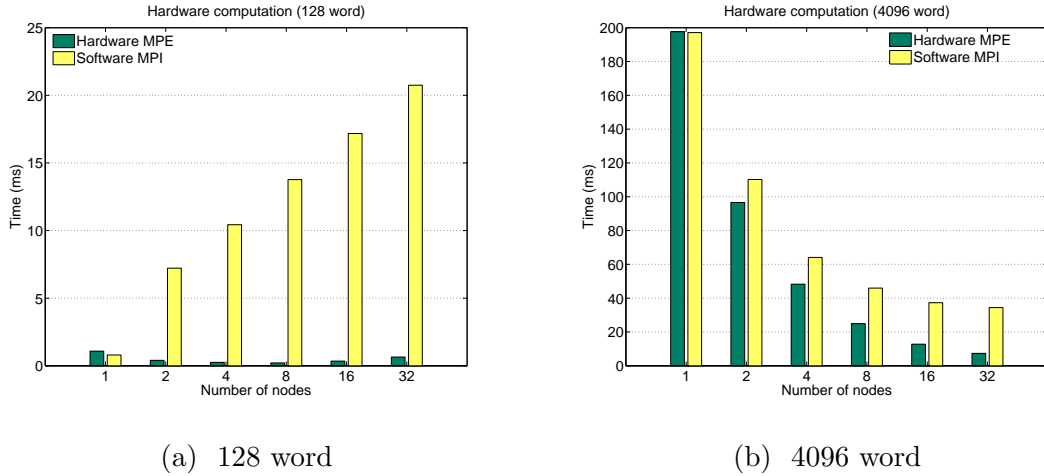 Hardware computation (128 word)
25
20
15
10
5
0
Time (ms)
Hardware MPE
Software MPI
1 2 4 8 16 32
Number of nodes
(a) 128 word
Hardware computation (4096 word)
200
180
160
140
120
100
80
60
40
20
0
Time (ms)
Hardware MPE
Software MPI
1 2 4 8 16 32
Number of nodes
(b) 4096 word